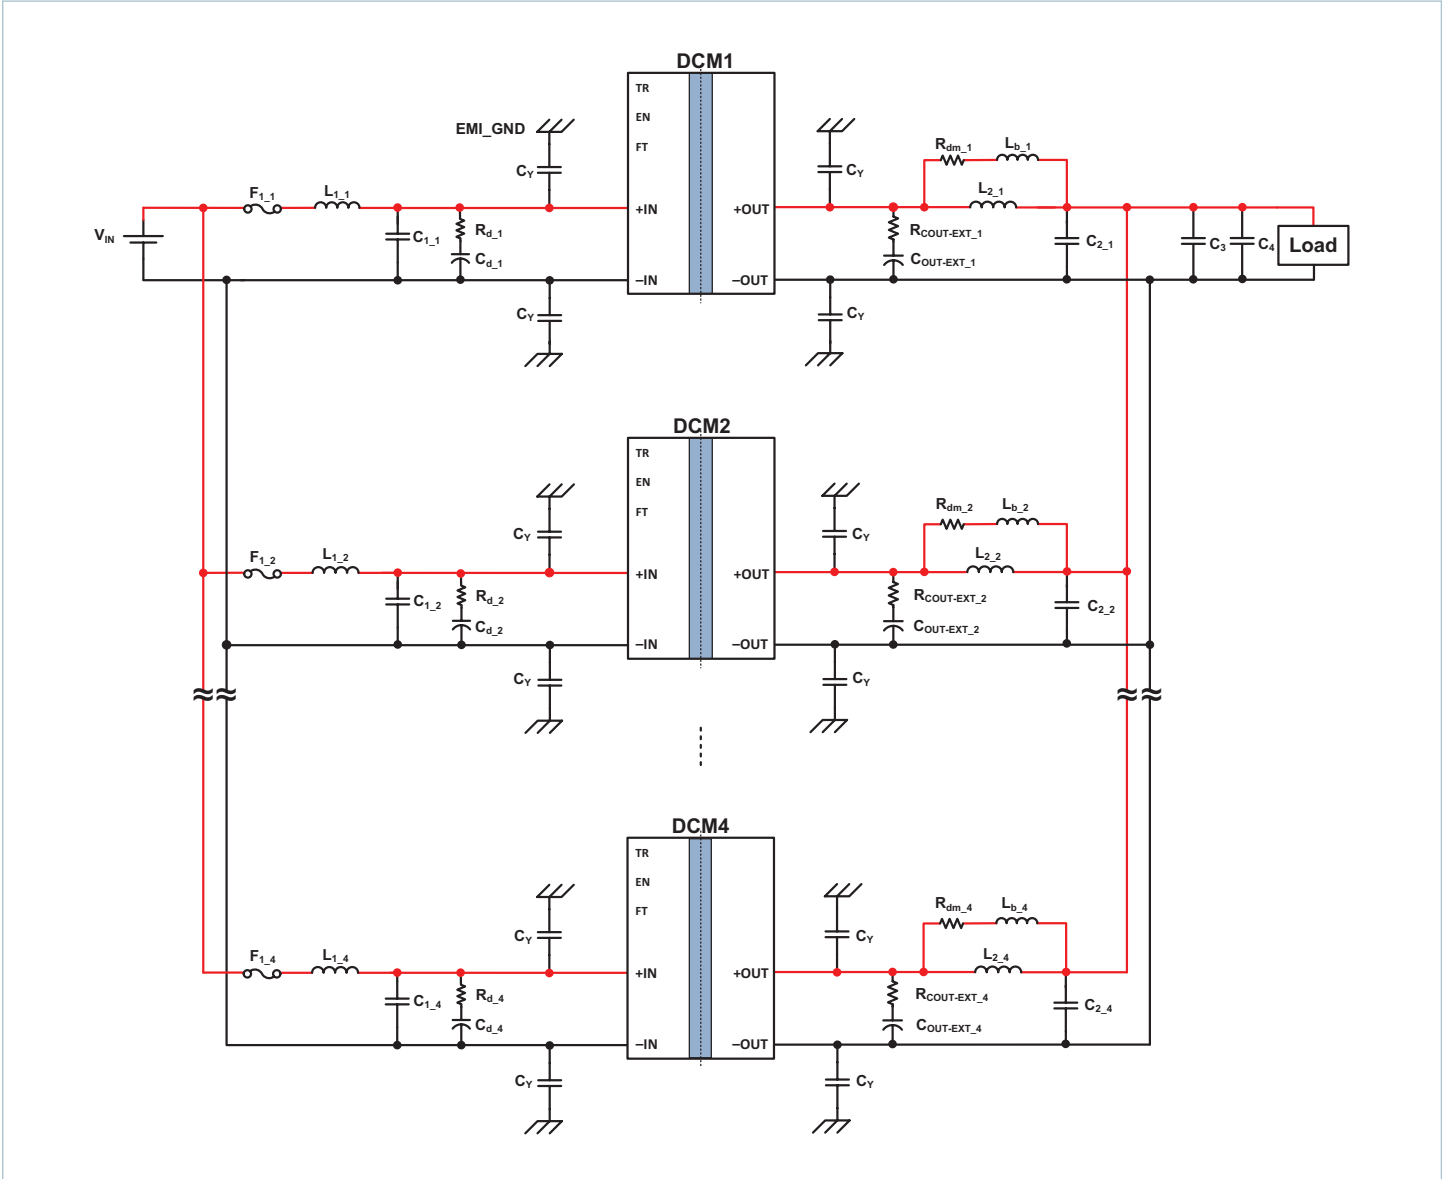 DCM1
TR
EN
FT
+IN
–IN
+OUT
–OUT
EMI_GND
CY
CY
CY
CY
VIN
F1_1
L1_1
C1_1
Rd_1
Cd_1
Rdm_1
Lb_1
L2_1
RCOUT-EXT_1
COUT-EXT_1
C2_1
C3
C4
Load
DCM2
TR
EN
FT
+IN
–IN
+OUT
–OUT
CY
CY
CY
CY
F1_2
L1_2
C1_2
Rd_2
Cd_2
Rdm_2
Lb_2
L2_2
RCOUT-EXT_2
COUT-EXT_2
C2_2
DCM4
TR
EN
FT
+IN
–IN
+OUT
–OUT
CY
CY
CY
CY
F1_4
L1_4
C1_4
Rd_4
Cd_4
Rdm_4
Lb_4
L2_4
RCOUT-EXT_4
COUT-EXT_4
C2_4